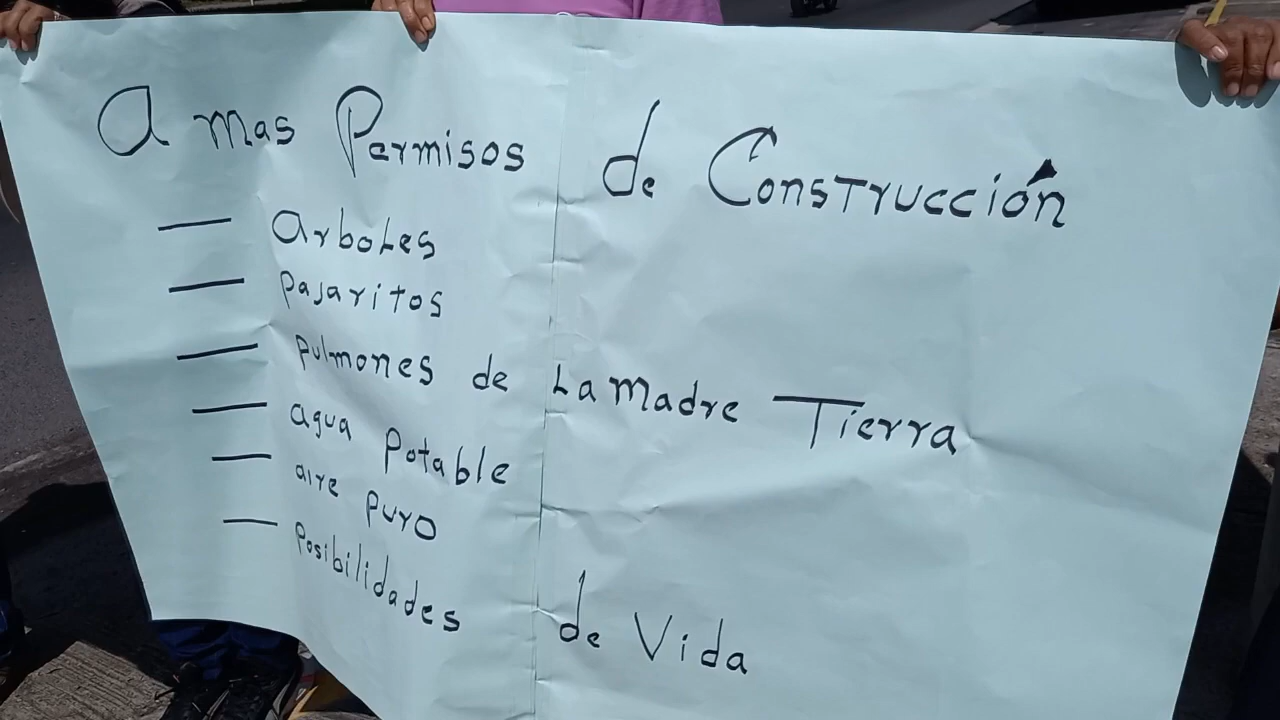 A mas Permisos de Construcción
— Arboles
— Pajaritos
— Pulmones de La Madre Tierra
— agua Potable
— aire Puro
— Posibilidades de Vida